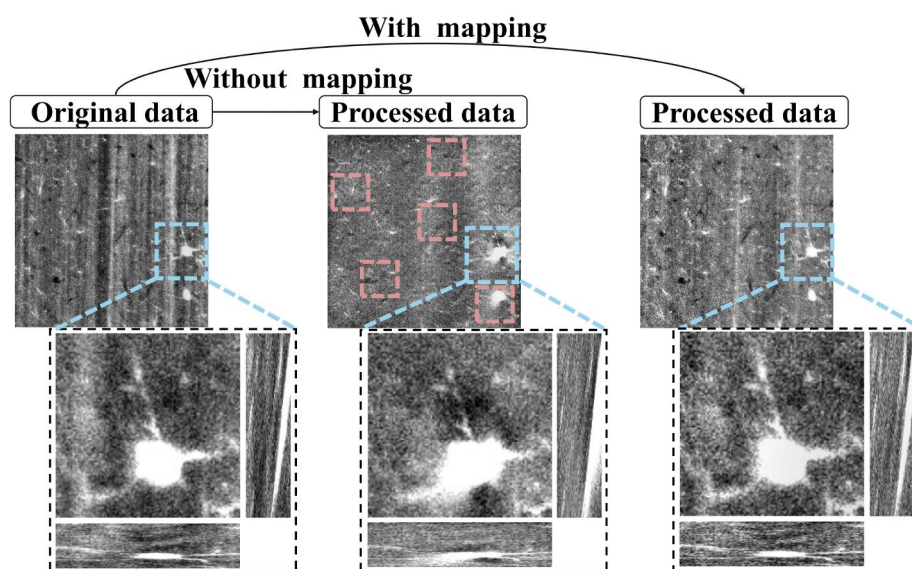 With mapping
Without mapping
Original data
Processed data
Processed data